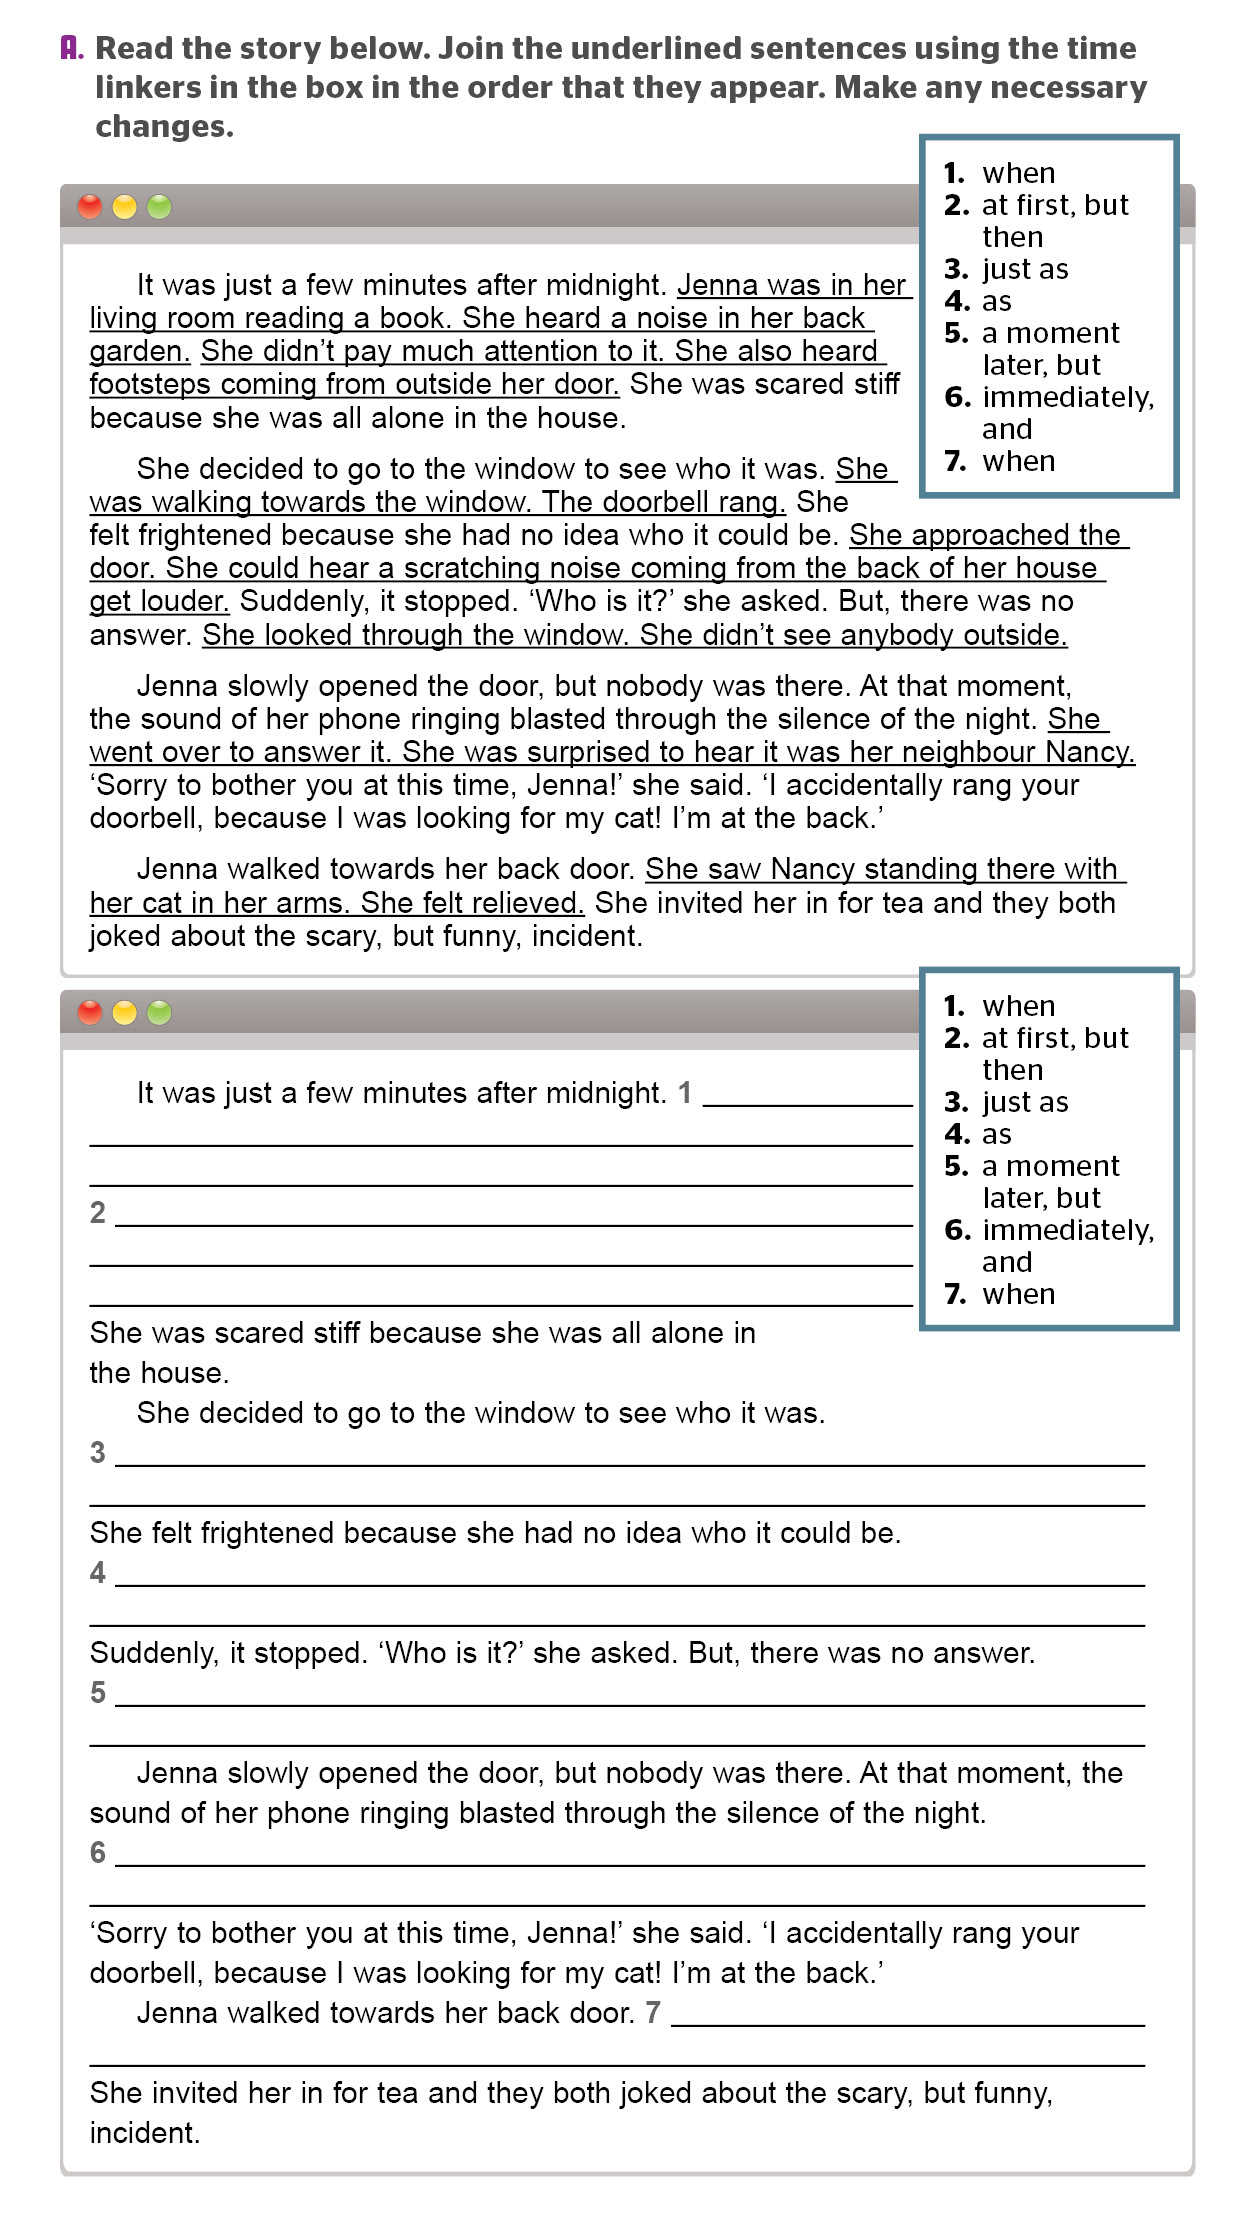 A. Read the story below. Join the underlined sentences using the time
linkers in the box in the order that they appear. Make any necessary
changes.
1. when
2. at first, but
then
3. just as
4. as
5. a moment
later, but
6. immediately,
and
7. when
It was just a few minutes after midnight. Jenna was in her
living room reading a book. She heard a noise in her back
garden. She didn’t pay much attention to it. She also heard
footsteps coming from outside her door. She was scared stiff
because she was all alone in the house.
She decided to go to the window to see who it was. She
was walking towards the window. The doorbell rang. She
felt frightened because she had no idea who it could be. She approached the
door. She could hear a scratching noise coming from the back of her house
get louder. Suddenly, it stopped. ‘Who is it?’ she asked. But, there was no
answer. She looked through the window. She didn’t see anybody outside.
Jenna slowly opened the door, but nobody was there. At that moment,
the sound of her phone ringing blasted through the silence of the night. She
went over to answer it. She was surprised to hear it was her neighbour Nancy.
‘Sorry to bother you at this time, Jenna!’ she said. ‘I accidentally rang your
doorbell, because I was looking for my cat! I’m at the back.’
Jenna walked towards her back door. She saw Nancy standing there with
her cat in her arms. She felt relieved. She invited her in for tea and they both
joked about the scary, but funny, incident.
1. when
2. at first, but
then
3. just as
4. as
5. a moment
later, but
6. immediately,
and
7. when
It was just a few minutes after midnight. 1
2
She was scared stiff because she was all alone in
the house.
She decided to go to the window to see who it was.
3
She felt frightened because she had no idea who it could be.
4
Suddenly, it stopped. ‘Who is it?’ she asked. But, there was no answer.
5
Jenna slowly opened the door, but nobody was there. At that moment, the
sound of her phone ringing blasted through the silence of the night.
6
‘Sorry to bother you at this time, Jenna!’ she said. ‘I accidentally rang your
doorbell, because I was looking for my cat! I’m at the back.’
Jenna walked towards her back door. 7
She invited her in for tea and they both joked about the scary, but funny,
incident.